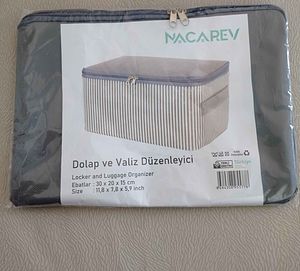 NACAREV
Dolap ve Valiz Düzenleyici
Locker and Luggage Organizer
Ebatlar : 30 x 20 x 15 cm
Size : 11,8 x 7,8 x 5,9 inch
Türkiye